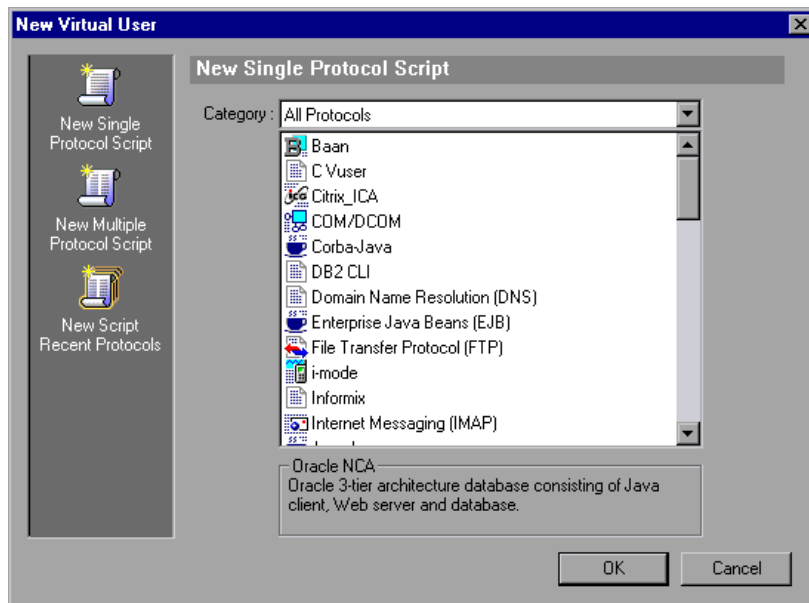 New Virtual User
New Single
Protocol Script
New Multiple
Protocol Script
New Script
Recent Protocols
New Single Protocol Script
Category :
All Protocols
Baan
C Vuser
Citrix_ICA
COM/DCOM
Corba-Java
DB2 CLI
Domain Name Resolution (DNS)
Enterprise Java Beans (EJB)
File Transfer Protocol (FTP)
i-mode
Informix
Internet Messaging (IMAP)
Oracle NCA
Oracle 3-tier architecture database consisting of Java
client, Web server and database.
OK
Cancel